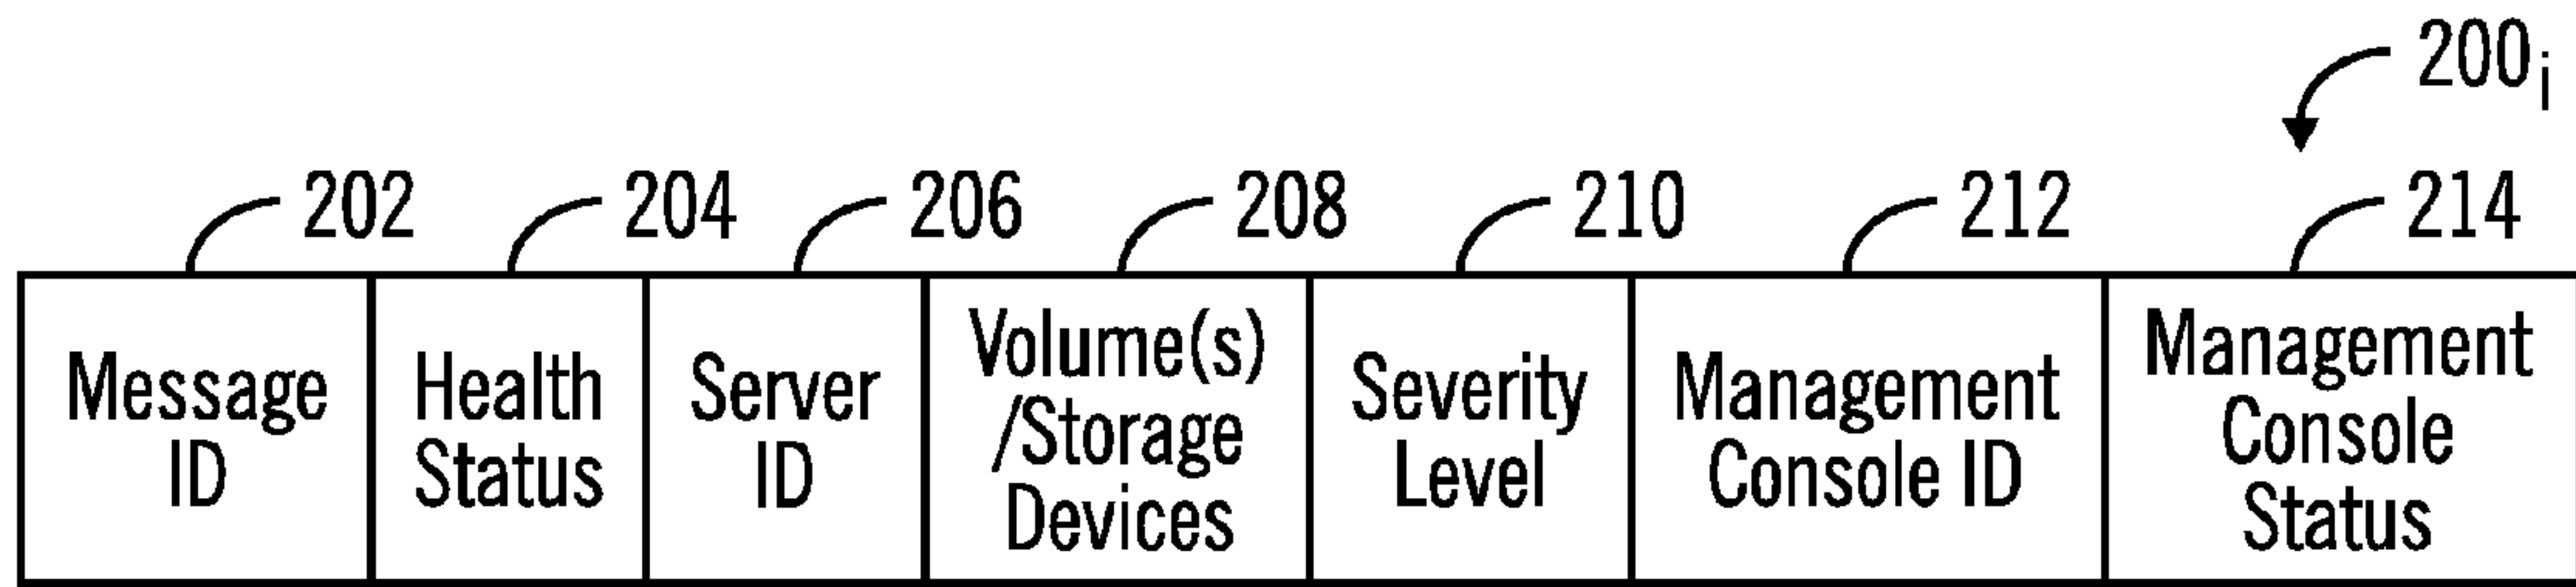 200i
202 204 206 208 210 212 214
Message
ID
Health
Status
Server
ID
Volume(s)
/Storage
Devices
Severity
Level
Management
Console ID
Management
Console
Status